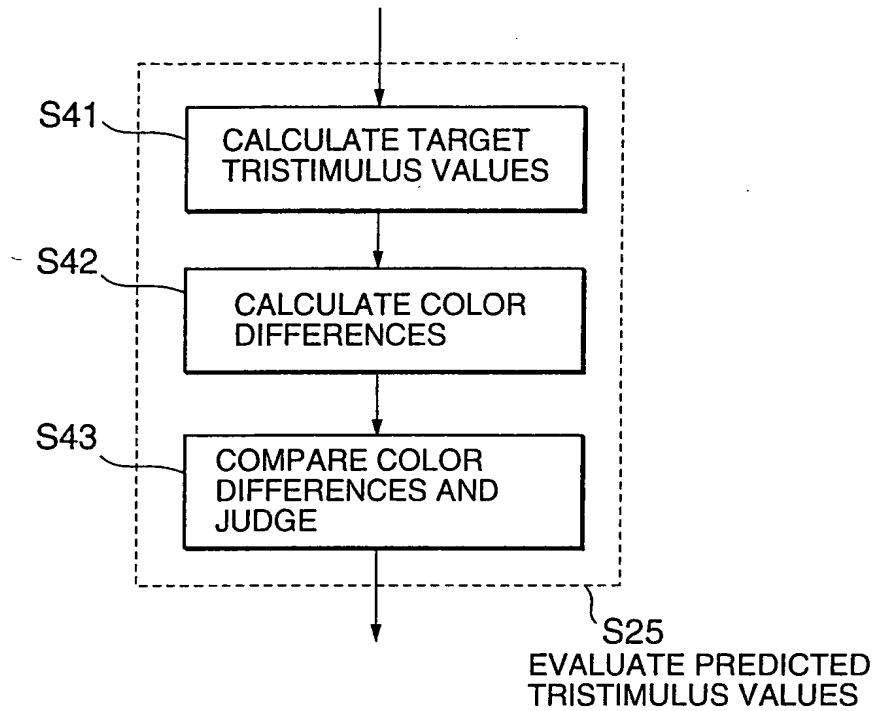 S41
CALCULATE TARGET
TRISTIMULUS VALUES
S42
CALCULATE COLOR
DIFFERENCES
S43
COMPARE COLOR
DIFFERENCES AND
JUDGE
S25
EVALUATE PREDICTED
TRISTIMULUS VALUES